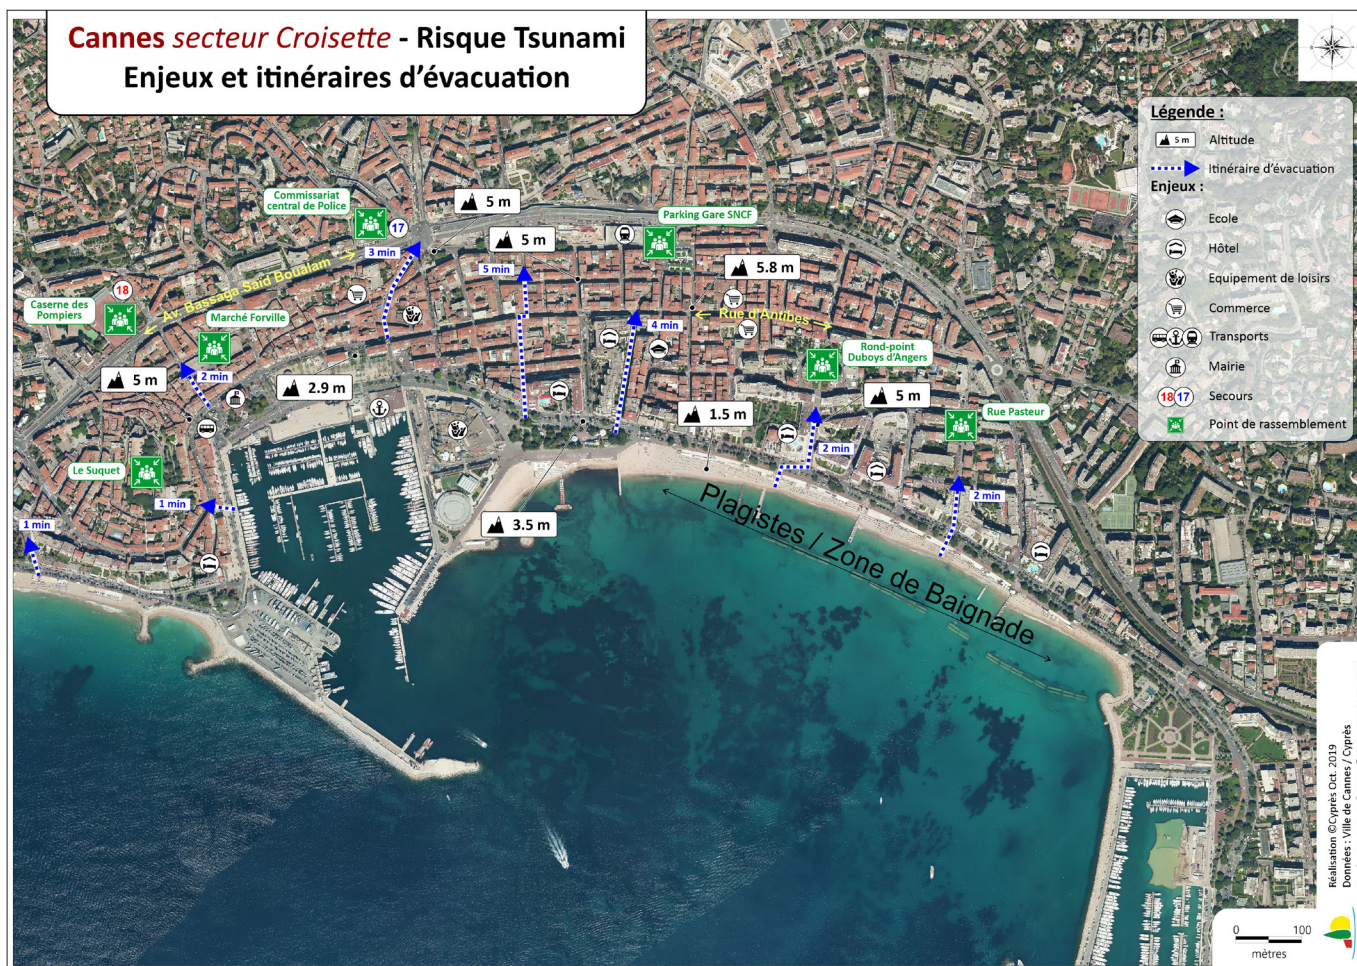 Cannes secteur Croisette - Risque Tsunami
Enjeux et itinéraires d'évacuation
Légende :
5 m
Altitude
Itinéraire d'évacuation
Enjeux :
Ecole
Hôtel
Equipement de loisirs
Commerce
Transports
Mairie
18 17
Secours
Point de rassemblement
Commissariat
central de Police
17
3 min
5 m
5 m
5 min
Parking Gare SNCF
5.8 m
Av. Bassaga Saïd Boualam
Caserne des
Pompiers
18
Marché Forville
2 min
5 m
2.9 m
4 min
Rue d'Antibes
Rond-point
Duboys d'Angers
5 m
1.5 m
Rue Pasteur
2 min
2 min
Le Suquet
1 min
1 min
3.5 m
Plagistes / Zone de Baignade
Réalisation ©Cyprès Oct. 2019
Données : Ville de Cannes / Cyprès
0 100
mètres